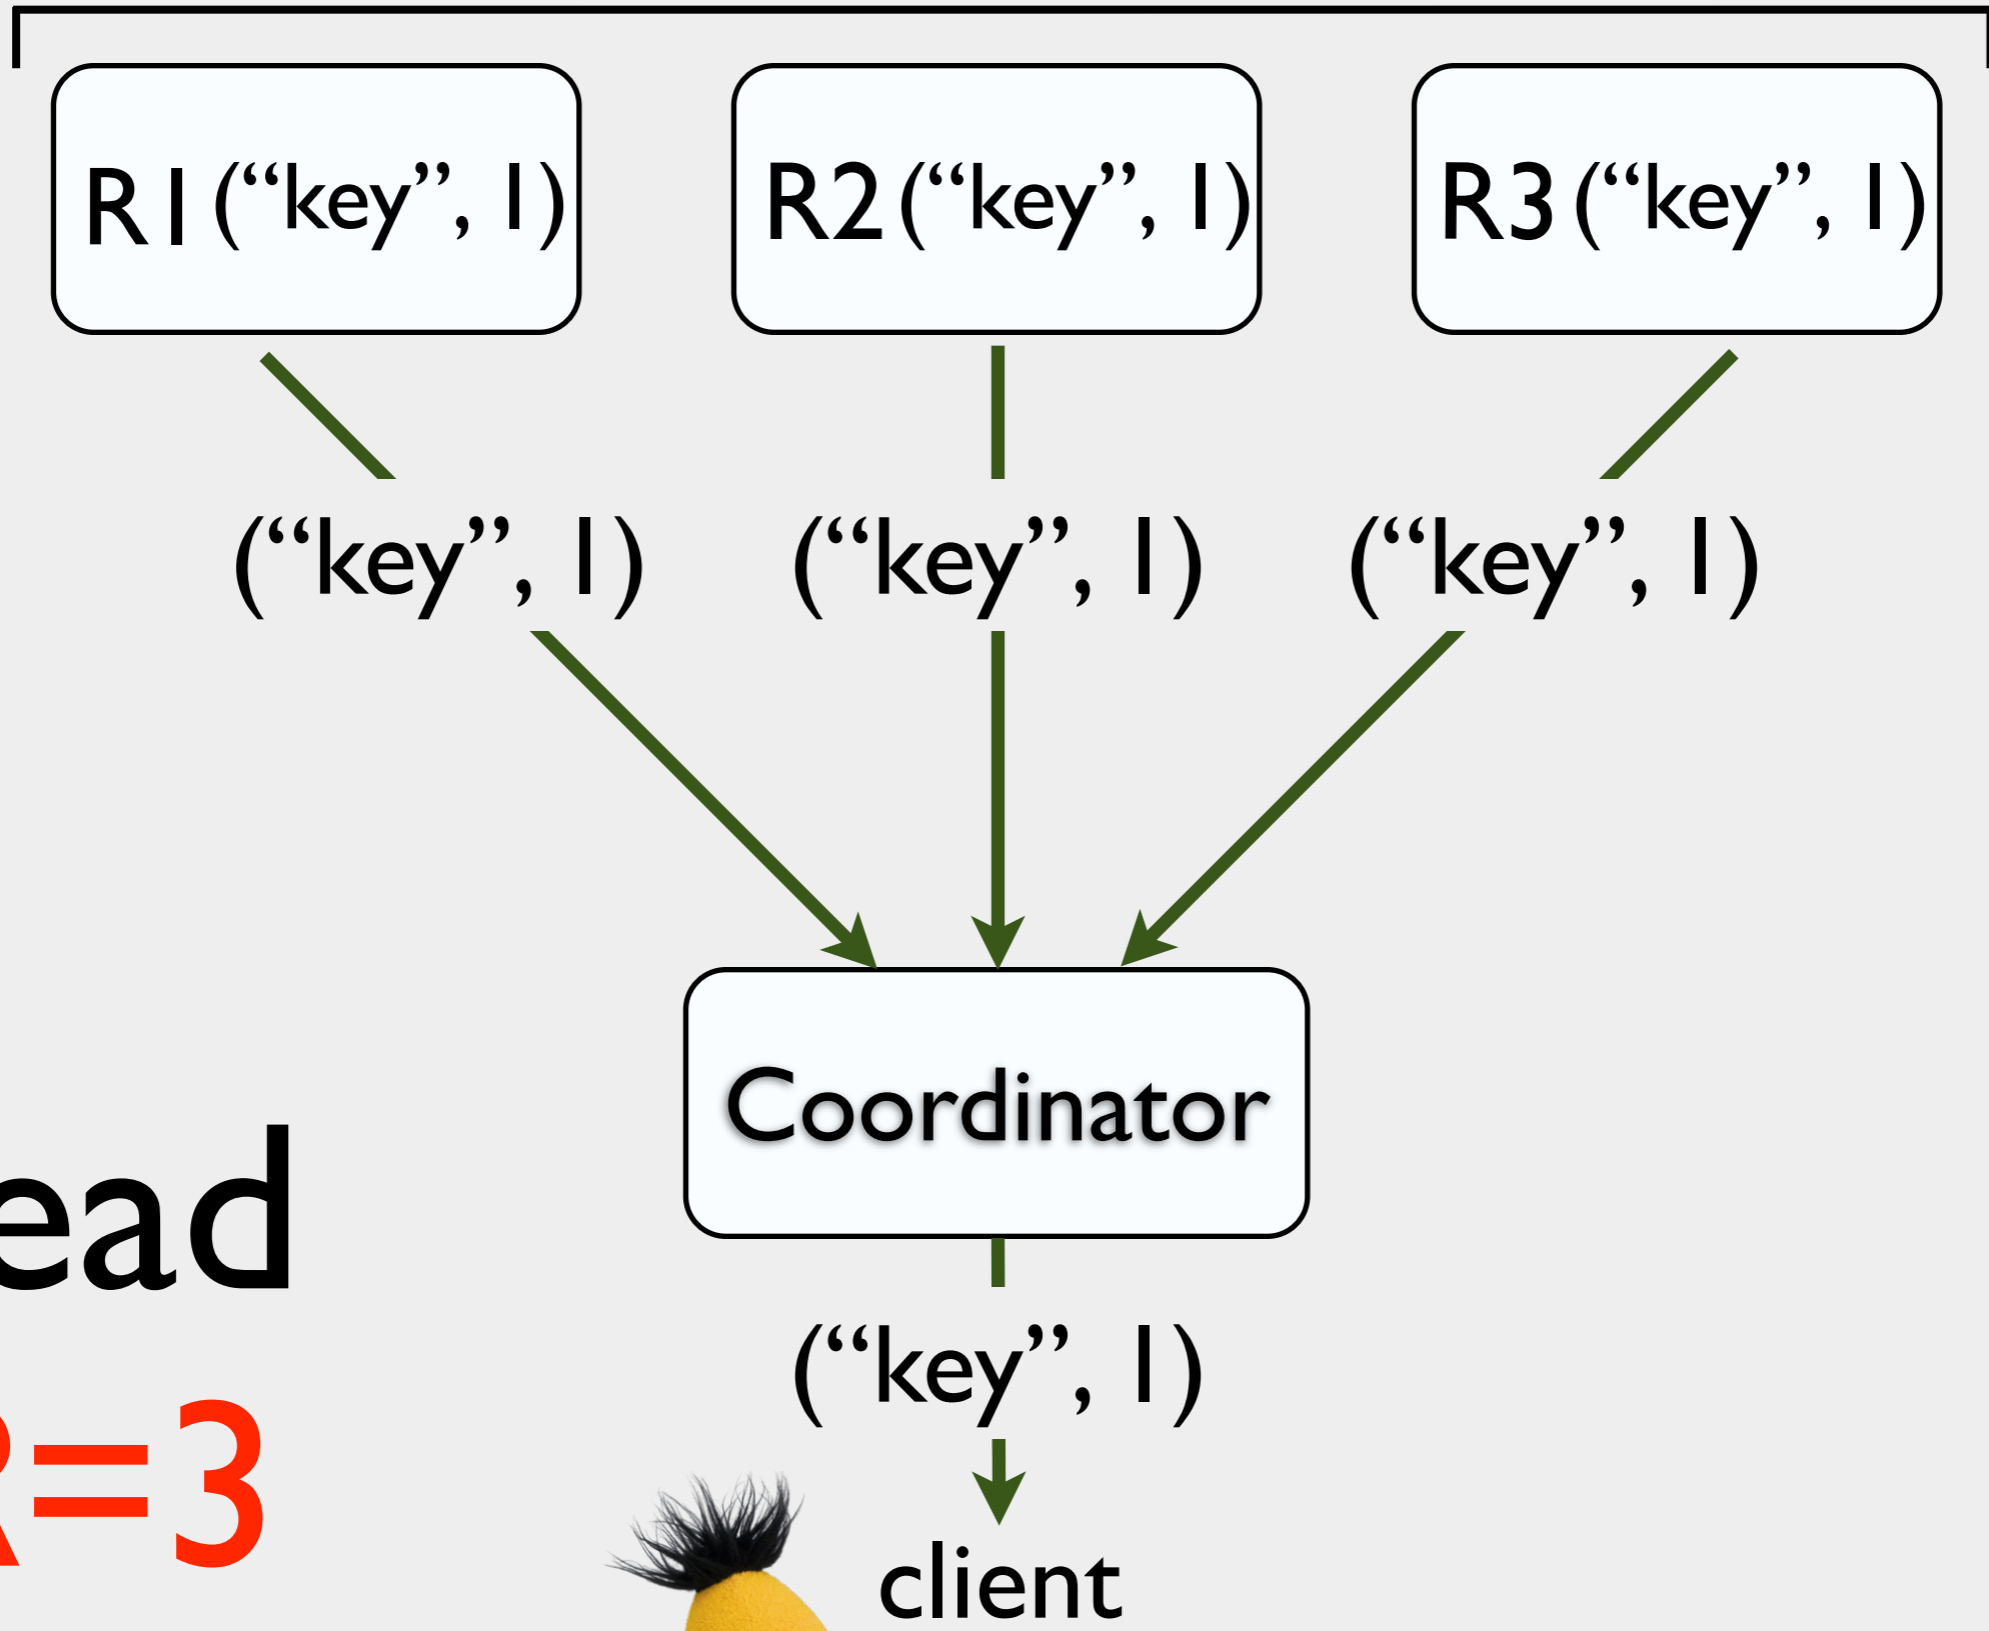 R1 (“key”, 1) R2 (“key”, 1) R3 (“key”, 1)
(“key”, 1) (“key”, 1) (“key”, 1)
Coordinator
ead
(“key”, 1)
R=3
client